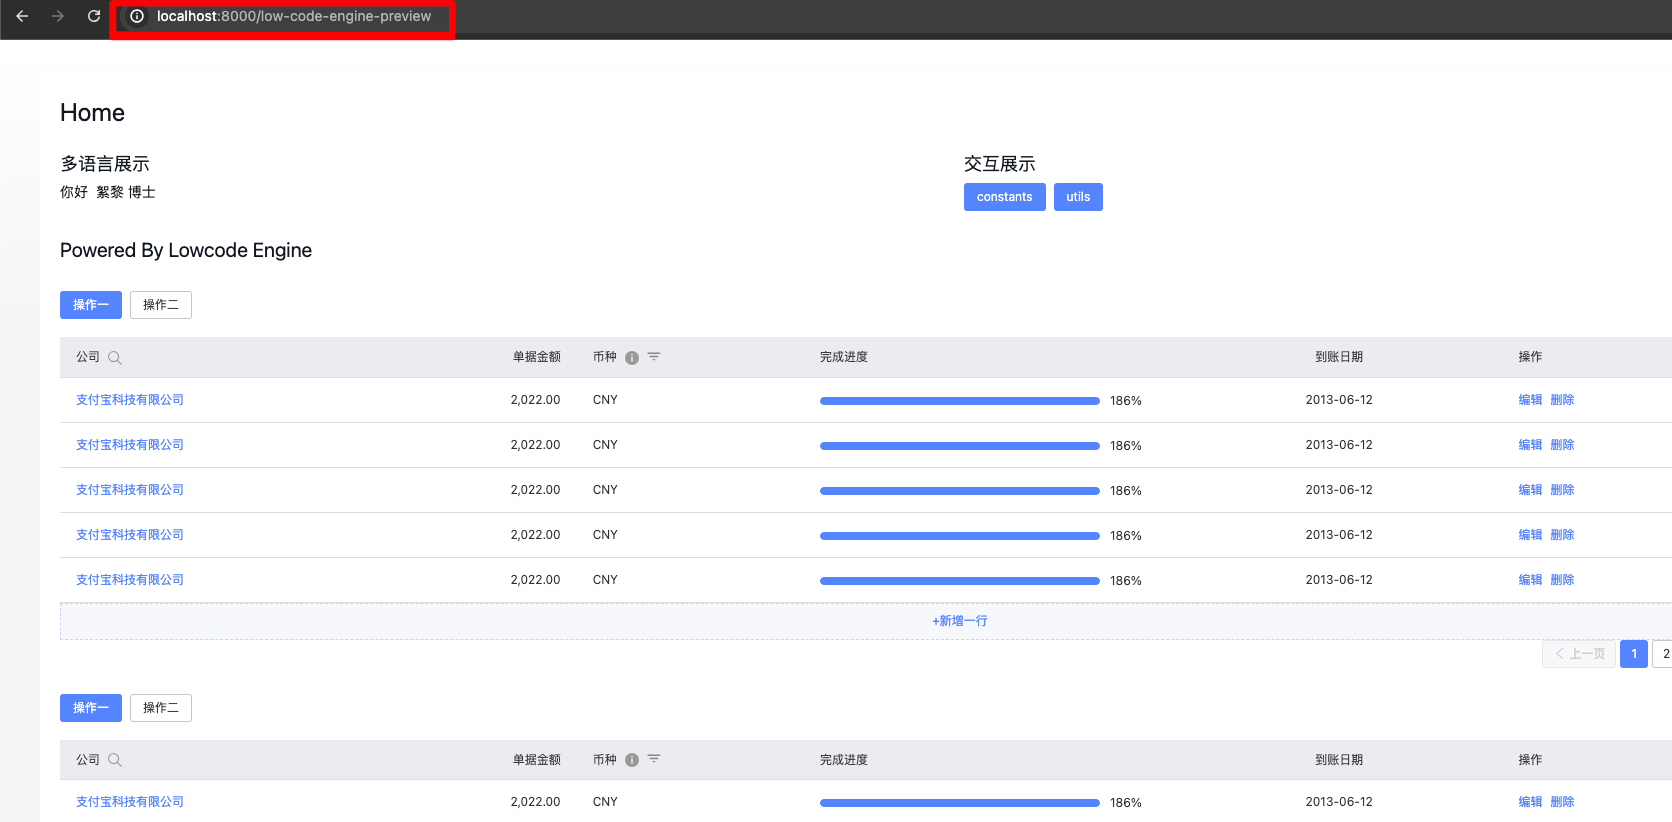 localhost:8000/low-code-engine-preview
Home
多语言展示
你好 絮黎 博士
交互展示
constants utils
Powered By Lowcode Engine
操作一 操作二
公司 单据金额 币种 完成进度 到账日期 操作
支付宝科技有限公司 2,022.00 CNY 186% 2013-06-12 编辑 删除
支付宝科技有限公司 2,022.00 CNY 186% 2013-06-12 编辑 删除
支付宝科技有限公司 2,022.00 CNY 186% 2013-06-12 编辑 删除
支付宝科技有限公司 2,022.00 CNY 186% 2013-06-12 编辑 删除
支付宝科技有限公司 2,022.00 CNY 186% 2013-06-12 编辑 删除
+新增一行
上一页 1 2
操作一 操作二
公司 单据金额 币种 完成进度 到账日期 操作
支付宝科技有限公司 2,022.00 CNY 186% 2013-06-12 编辑 删除